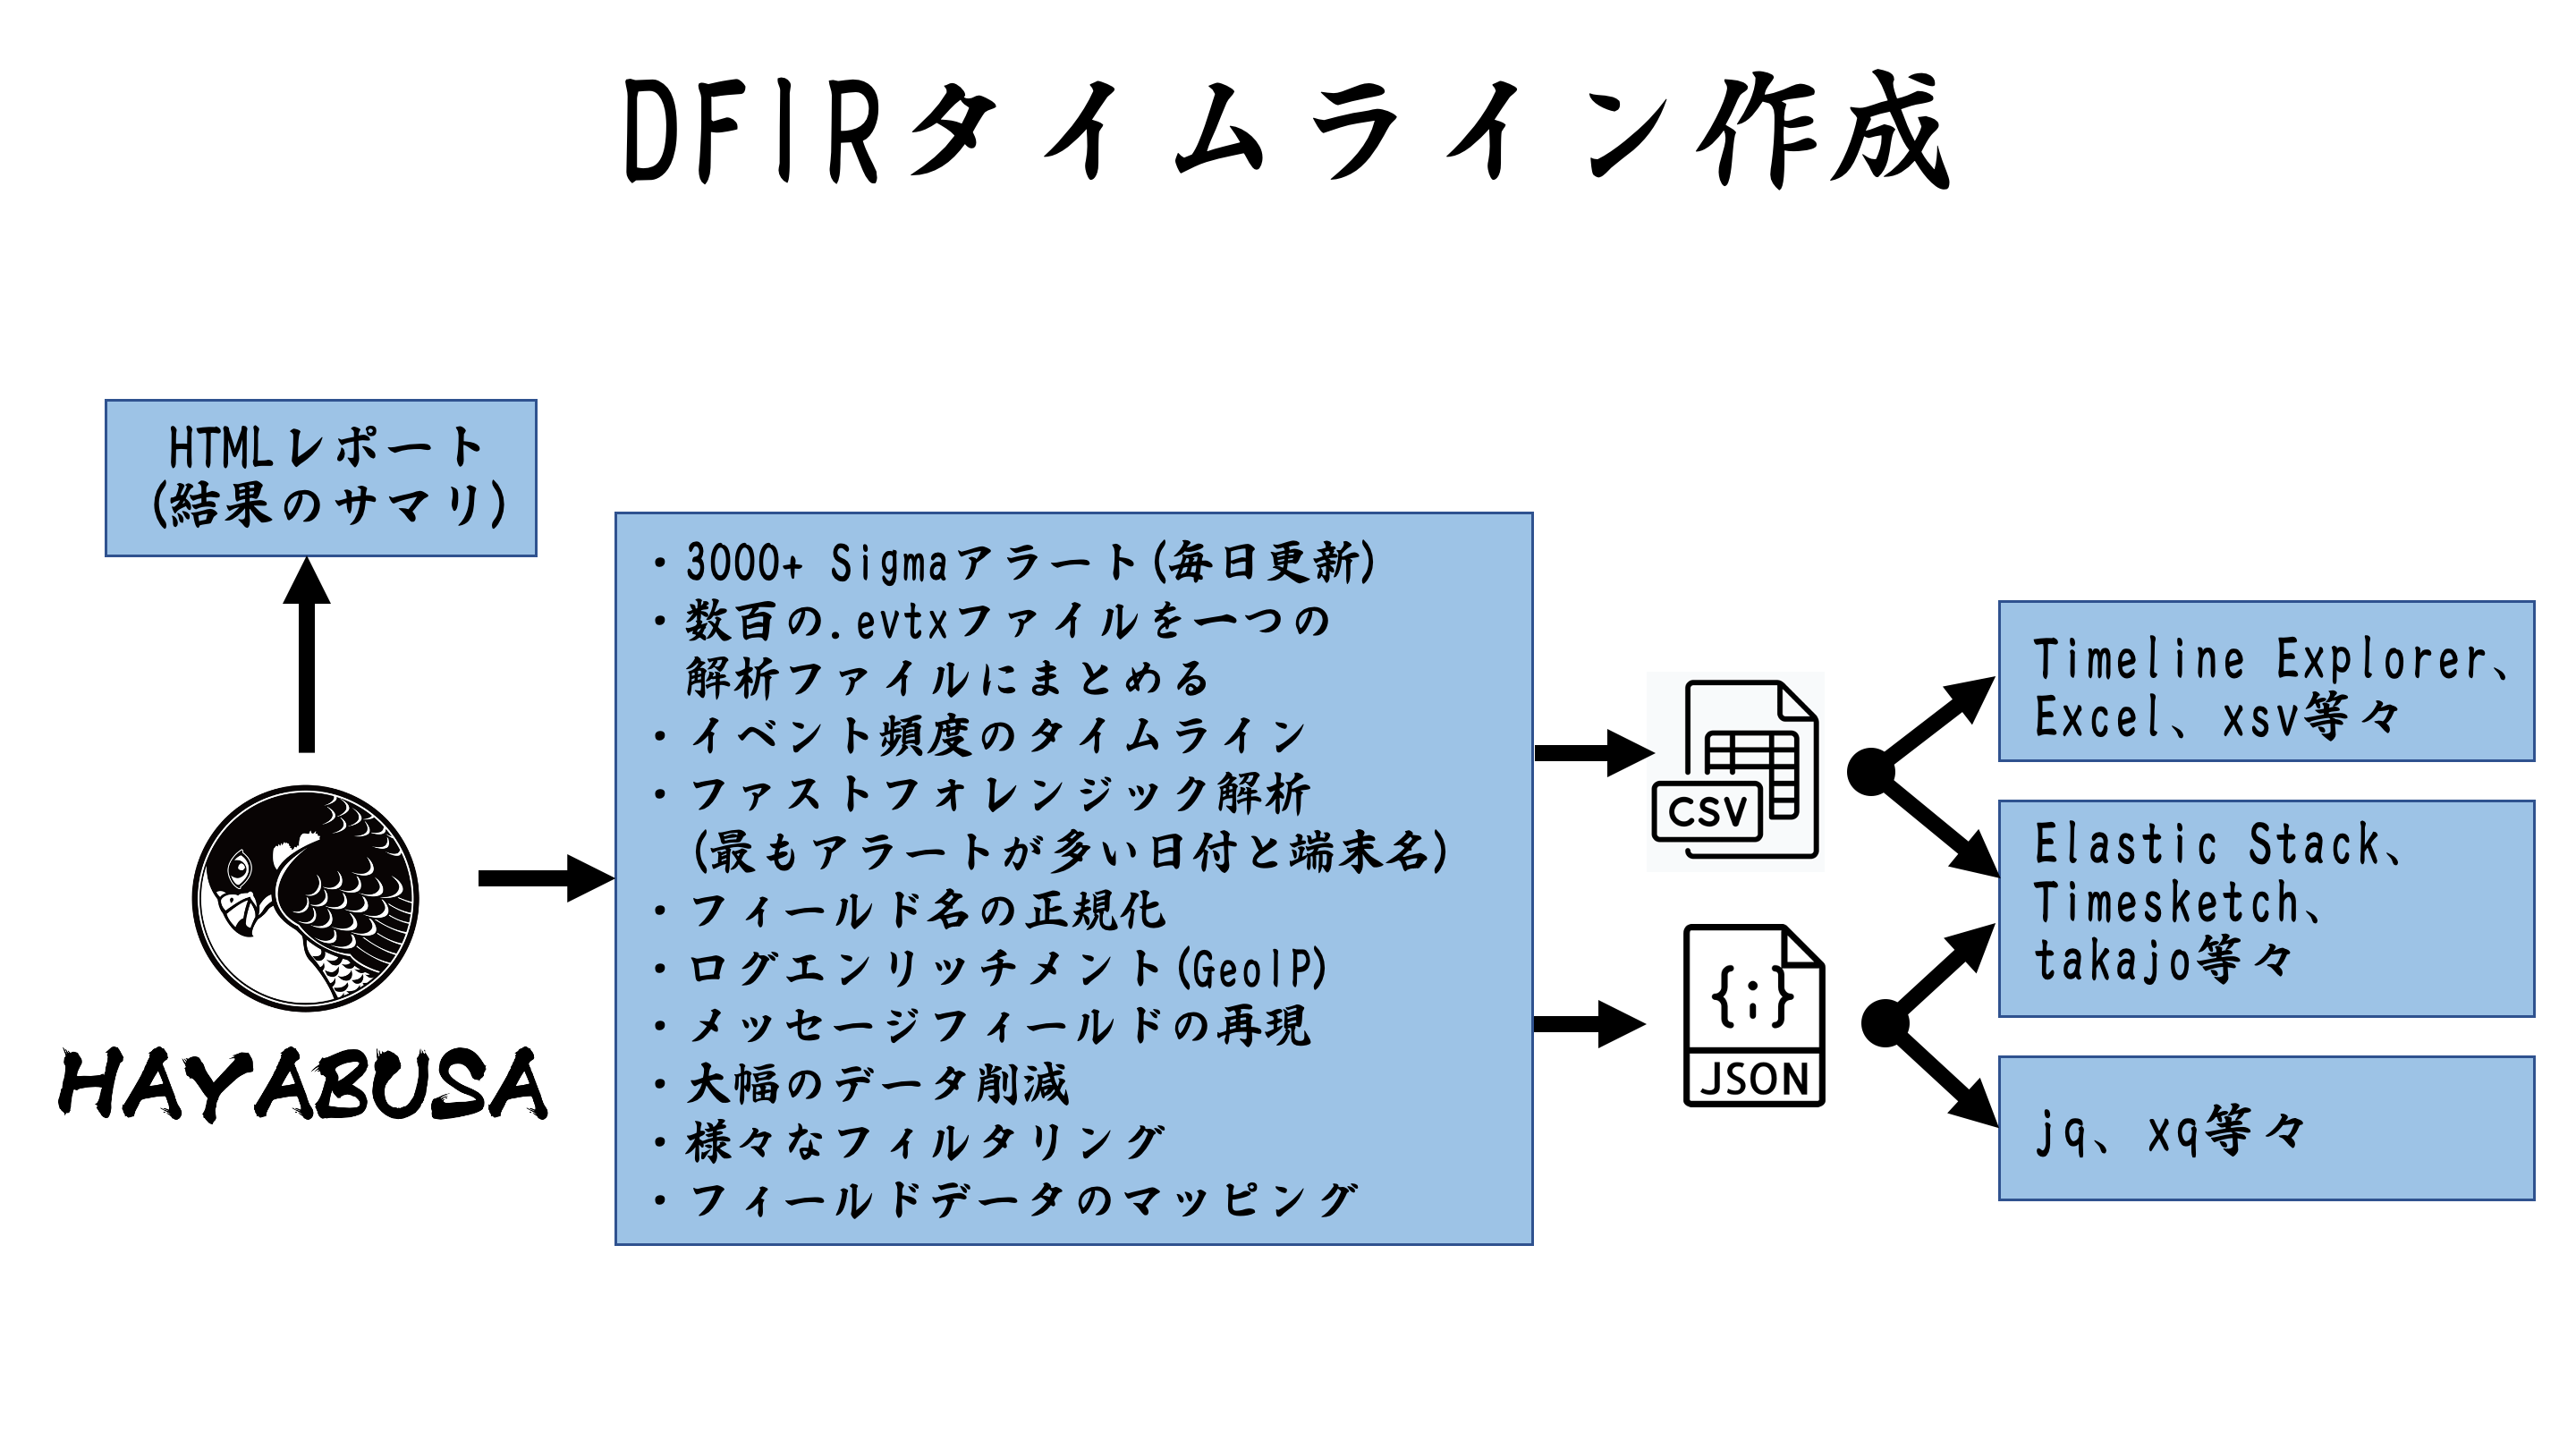 DFIRタイムライン作成
HTMLレポート
(結果のサマリ)
HAYABUSA
・3000+ Sigmaアラート(毎日更新)
・数百の.evtxファイルを一つの
解析ファイルにまとめる
・イベント頻度のタイムライン
・ファストフォレンジック解析
(最もアラートが多い日付と端末名)
・フィールド名の正規化
・ログエンリッチメント(GeoIP)
・メッセージフィールドの再現
・大幅のデータ削減
・様々なフィルタリング
・フィールドデータのマッピング
CSV
{;}
JSON
Timeline Explorer、
Excel、xsv等々
Elastic Stack、
Timesketch、
takajo等々
jq、xq等々